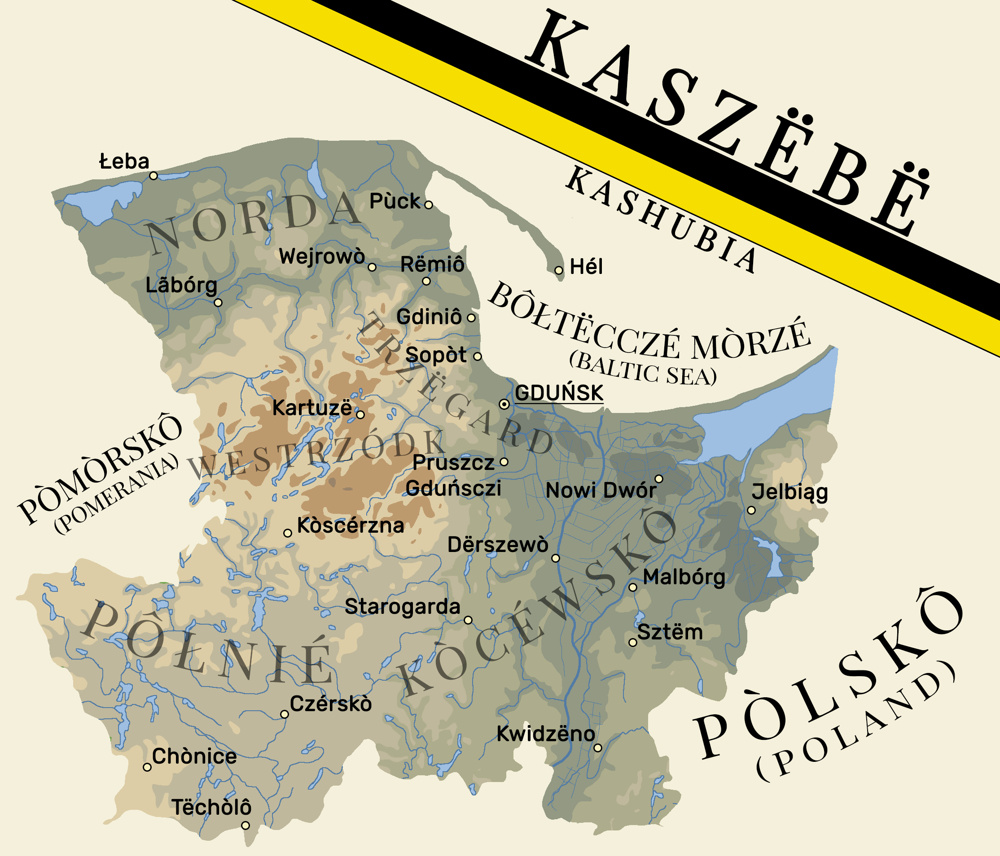 KASZËBË
KASHUBIA
Łeba
Pùck
NORDA
Wejrowò
Rëmiô
Hél
Lãbórg
BÔŁTËCCZÉ MÒRZÉ
(BALTIC SEA)
Gdiniô
TRZËGARD
Sopòt
GDUŃSK
Kartuzë
PÒMÒRSKÔ
(POMERANIA)
WESTRZÓDK
Pruszcz
Gduńsczi
Nowi Dwór
Jelbiąg
Kòscérzna
Dërszewò
Malbórg
KÒCÉWSKÔ
Starogarda
Sztëm
PÔŁNIÉ
PÒLSKÔ
(POLAND)
Czérskò
Kwidzëno
Chònice
Tëchòlô